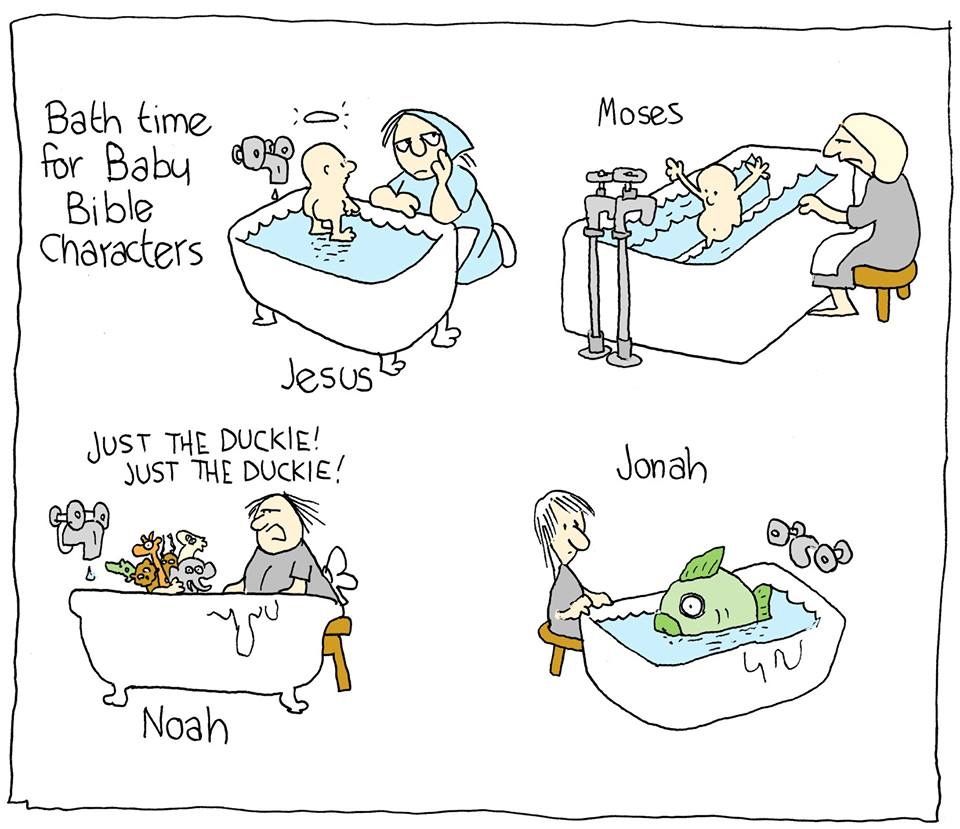 Bath time
for Baby
Bible
Characters
Jesus
Moses
JUST THE DUCKIE!
JUST THE DUCKIE!
Noah
Jonah